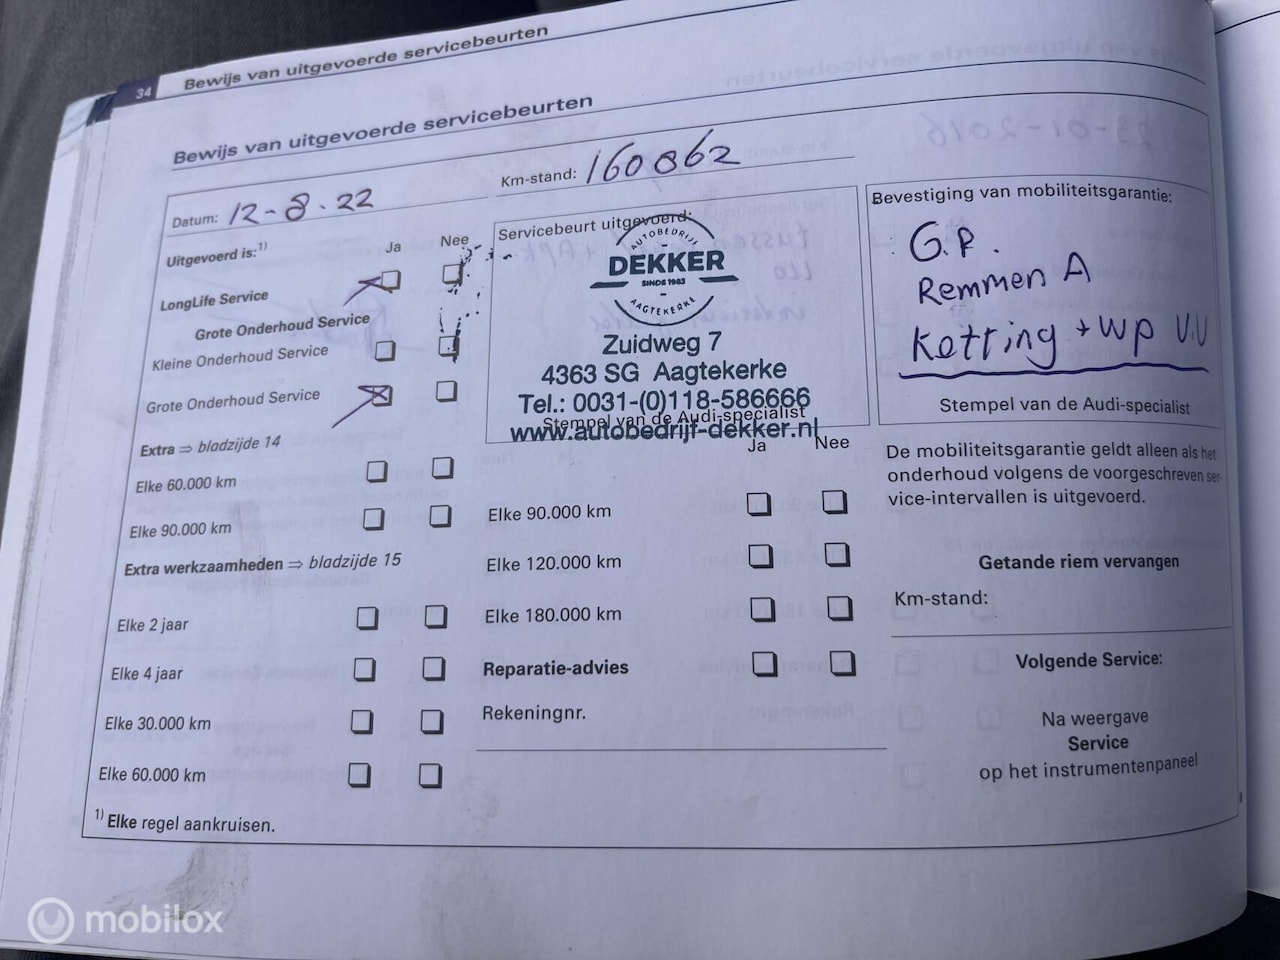 34
Bewijs van uitgevoerde servicebeurten
Bewijs van uitgevoerde servicebeurten
Datum: 12-8.22
Km-stand: 160862
Uitgevoerd is:1)
Ja
Nee
LongLife Service
Grote Onderhoud Service
Kleine Onderhoud Service
Grote Onderhoud Service
Extra ⇒ bladzijde 14
Elke 60.000 km
Elke 90.000 km
Extra werkzaamheden ⇒ bladzijde 15
Elke 2 jaar
Elke 4 jaar
Elke 30.000 km
Elke 60.000 km
1) Elke regel aankruisen.
Servicebeurt uitgevoerd:
AUTOBEDRIJF
DEKKER
SINDS 1983
AAGTEKERKE
Zuidweg 7
4363 SG Aagtekerke
Tel.: 0031-(0)118-586666
Stempel van de Audi-specialist
www.autobedrijf-dekker.nl
Ja
Nee
Elke 90.000 km
Elke 120.000 km
Elke 180.000 km
Reparatie-advies
Rekeningnr.
Bevestiging van mobiliteitsgarantie:
Remmen A
Ketting + WP V.V
Stempel van de Audi-specialist
De mobiliteitsgarantie geldt alleen als het
onderhoud volgens de voorgeschreven ser-
vice-intervallen is uitgevoerd.
Getande riem vervangen
Km-stand:
Volgende Service:
Na weergave
Service
op het instrumentenpaneel
mobilox